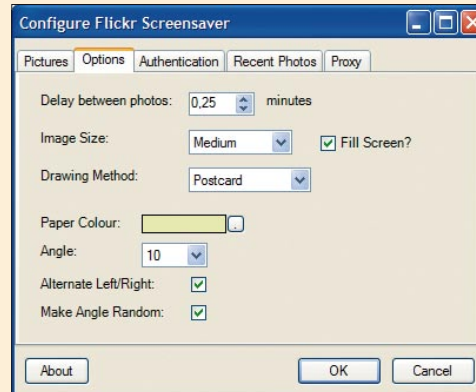 Configure Flickr Screensaver
Pictures Options Authentication Recent Photos Proxy
Delay between photos: 0,25 minutes
Image Size: Medium Fill Screen?
Drawing Method: Postcard
Paper Colour: .
Angle: 10
Alternate Left/Right:
Make Angle Random:
About OK Cancel